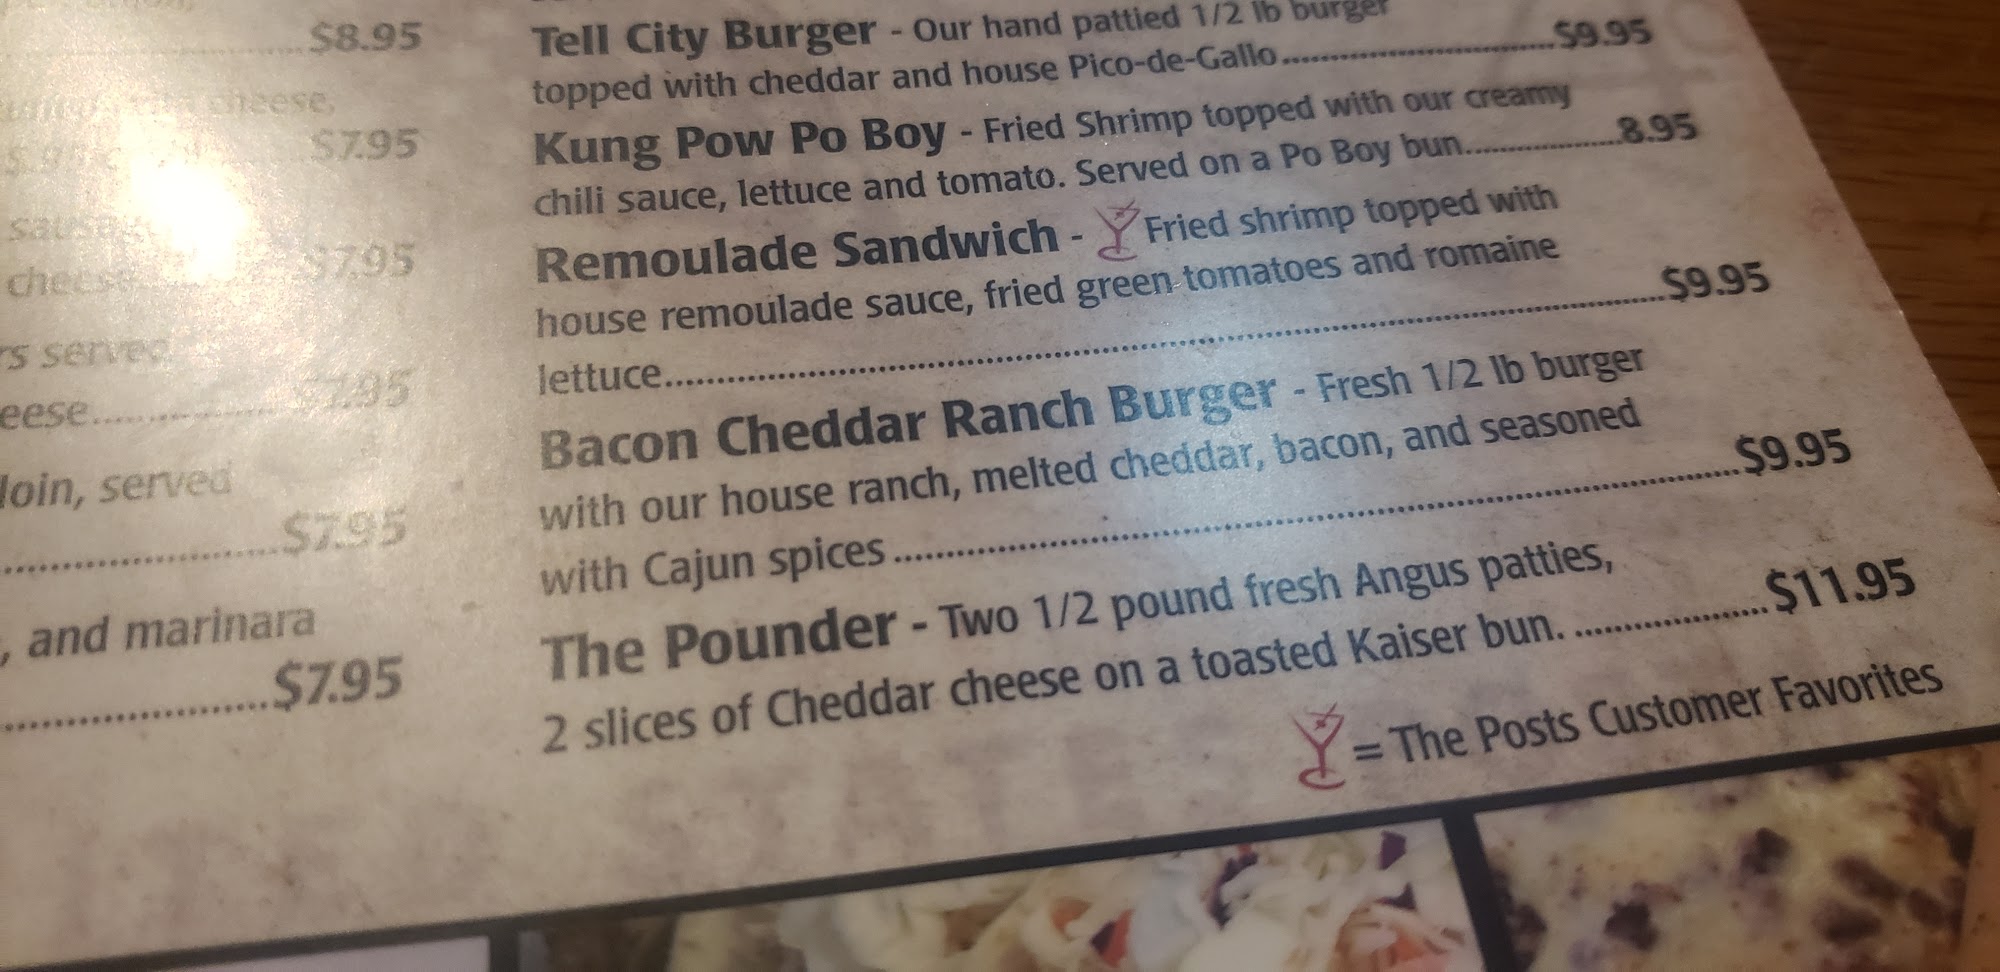 $8.95
cheese,
$7.95
cheese
$7.95
served
eese.............. $7.95
loin, served
.........................$7.95
, and marinara
.........................$7.95
Tell City Burger - Our hand pattied 1/2 lb burger
topped with cheddar and house Pico-de-Gallo..............................$9.95
Kung Pow Po Boy - Fried Shrimp topped with our creamy
chili sauce, lettuce and tomato. Served on a Po Boy bun..................8.95
Remoulade Sandwich - Fried shrimp topped with
house remoulade sauce, fried green tomatoes and romaine
lettuce..............................................................$9.95
Bacon Cheddar Ranch Burger - Fresh 1/2 lb burger
with our house ranch, melted cheddar, bacon, and seasoned
with Cajun spices..............................................................$9.95
The Pounder - Two 1/2 pound fresh Angus patties,
2 slices of Cheddar cheese on a toasted Kaiser bun. ....................$11.95
= The Posts Customer Favorites